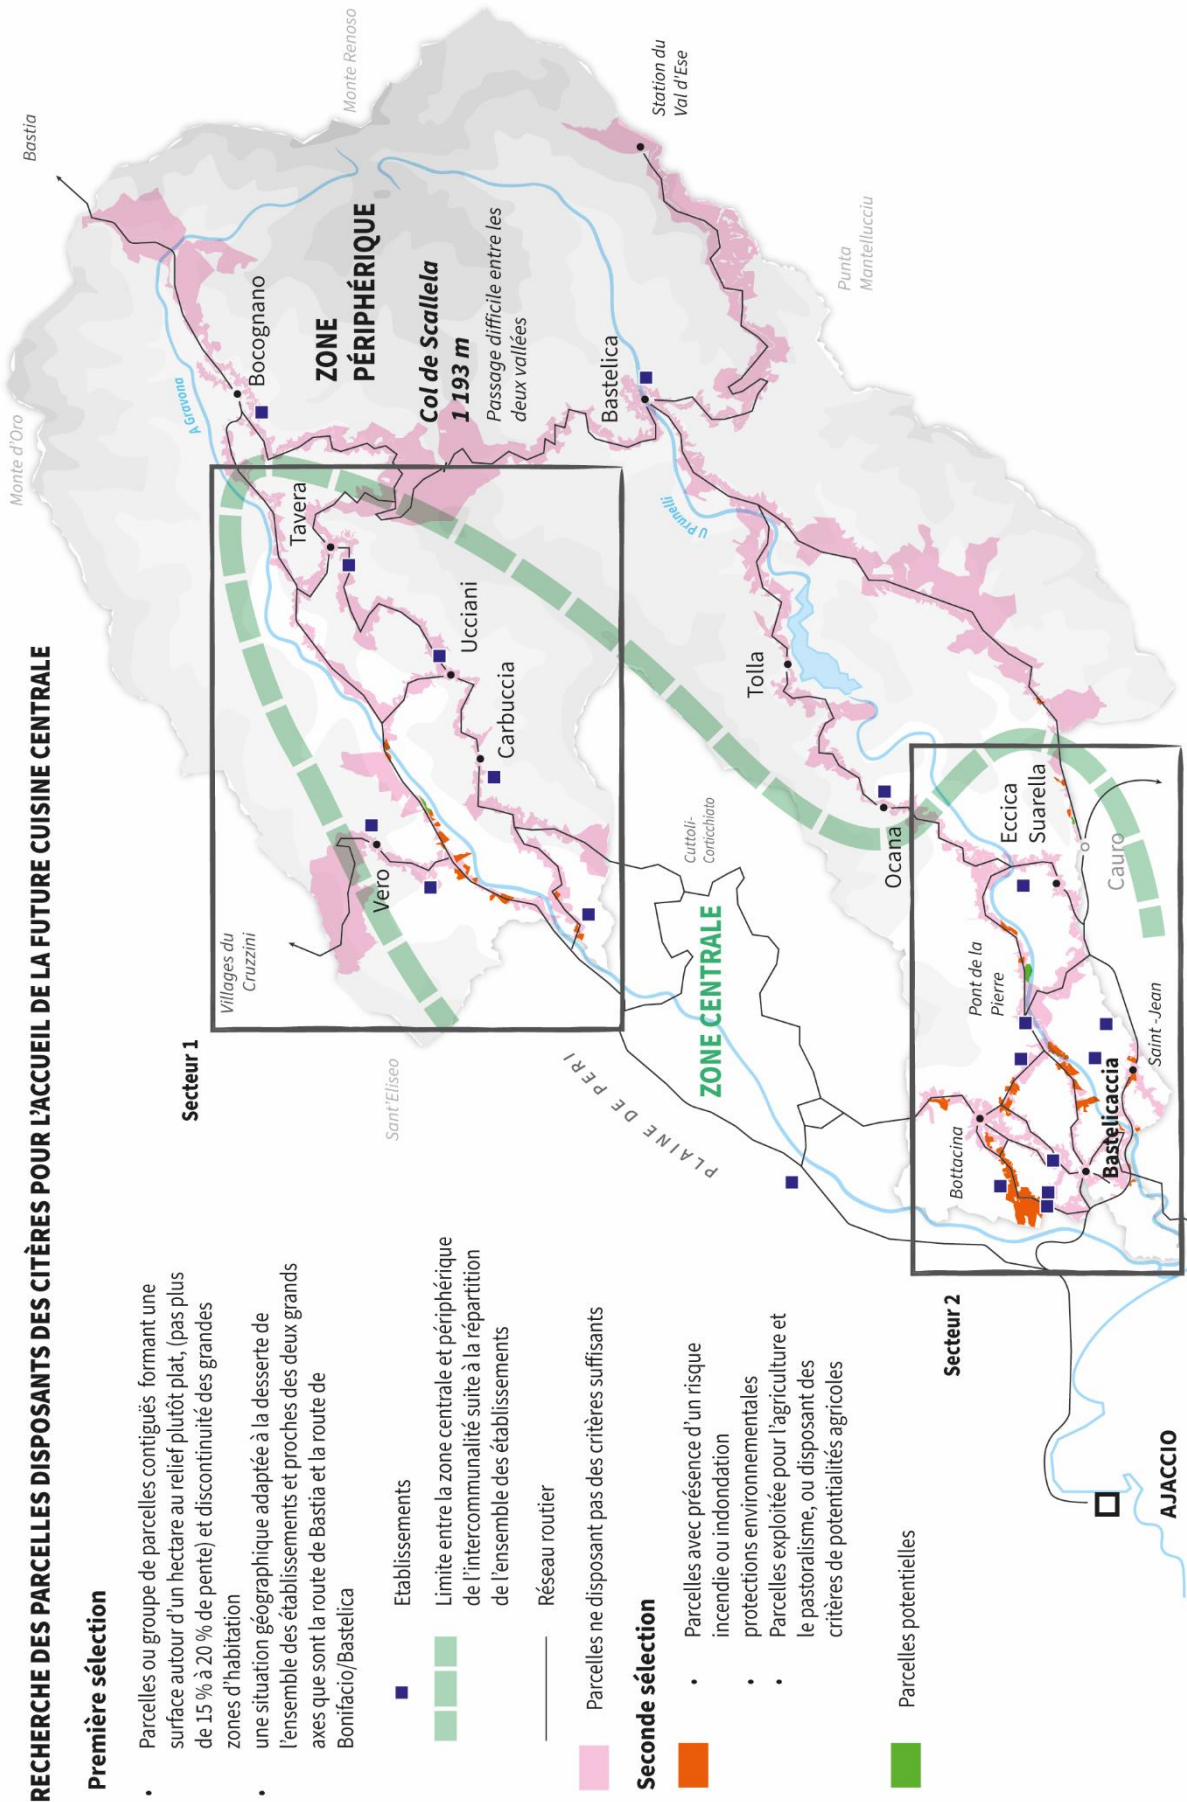 RECHERCHE DES PARCELLES DISPOSANTS DES CITÈRES POUR L'ACCUEIL DE LA FUTURE CUISINE CENTRALE
Première sélection
• Parcelles ou groupe de parcelles contiguës formant une
surface autour d'un hectare au relief plutôt plat, (pas plus
de 15 % à 20 % de pente) et discontinuité des grandes
zones d'habitation
• une situation géographique adaptée à la desserte de
l'ensemble des établissements et proches des deux grands
axes que sont la route de Bastia et la route de
Bonifacio/Bastelica
Etablissements
Limite entre la zone centrale et périphérique
de l'intercommunalité suite à la répartition
de l'ensemble des établissements
Réseau routier
Parcelles ne disposant pas des critères suffisants
Seconde sélection
• Parcelles avec présence d'un risque
incendie ou indondation
• protections environnementales
• Parcelles exploitée pour l'agriculture et
le pastoralisme, ou disposant des
critères de potentialités agricoles
Parcelles potentielles
Secteur 1
Villages du
Cruzzini
Vero
Sant'Eliseo
Monte d'Oro
Bastia
A Gravona
Bocognano
Tavera
Ucciani
Carbuccia
Monte Renoso
ZONE
PÉRIPHÉRIQUE
Col de Scallela
1 193 m
Passage difficile entre les
deux vallées
Bastelica
Station du
Val d'Ese
Punta
Mantellucciu
U Prunelli
Tolla
Ocana
Cuttoli-
Corticchiato
ZONE CENTRALE
PLAINE DE PERI
Secteur 2
Bottacina
Pont de la
Pierre
Eccica
Suarella
Cauro
Saint-Jean
Bastelicaccia
AJACCIO